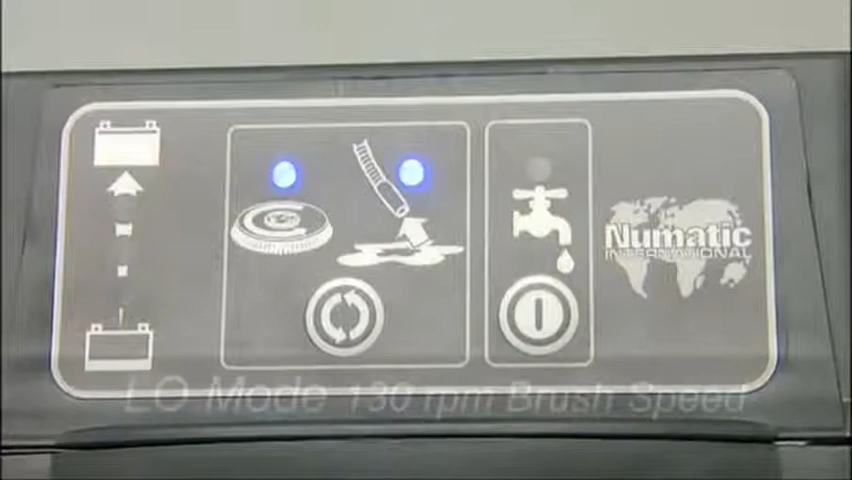 Numatic
INTERNATIONAL
LO Mode 130 rpm Brush Speed